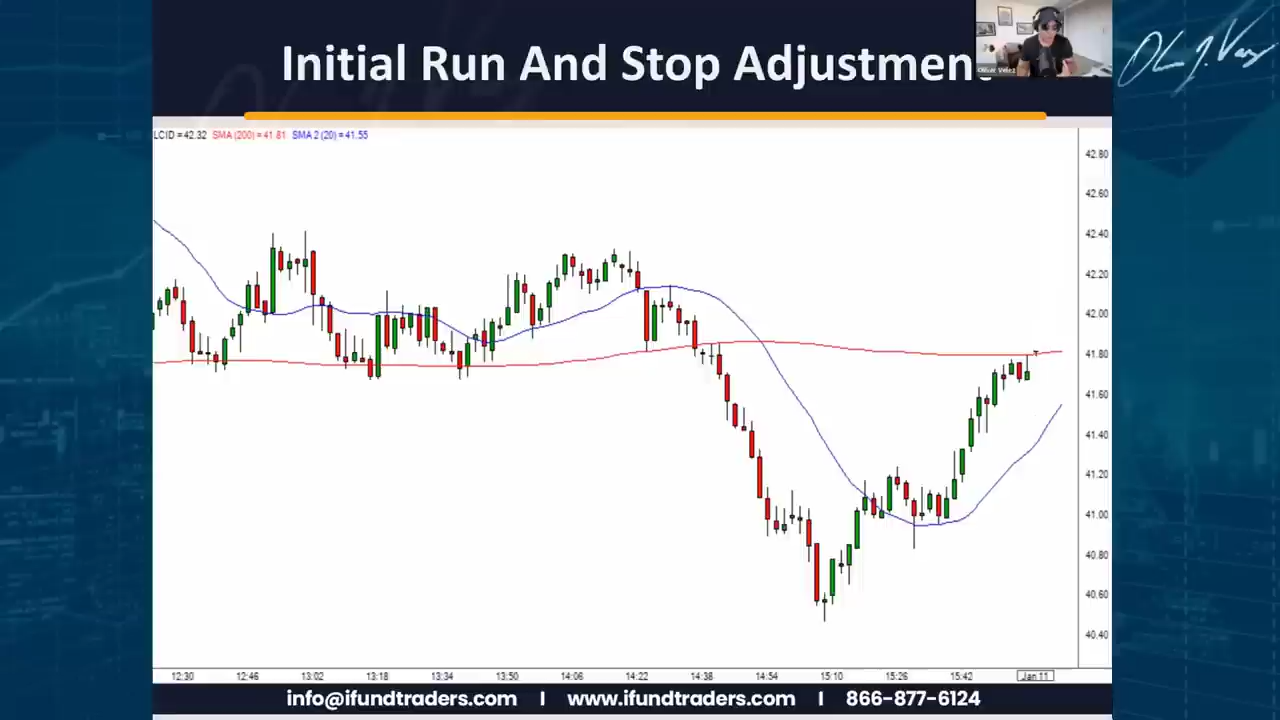 Initial Run And Stop Adjustmen
Oliver Velez
LCID = 42.32 SMA (200) = 41.81 SMA 2 (20) = 41.55
42.80
42.60
42.40
42.20
42.00
41.80
41.60
41.40
41.20
41.00
40.80
40.60
40.40
12:30 12:46 13:02 13:18 13:34 13:50 14:06 14:22 14:38 14:54 15:10 15:26 15:42 Jan 11
info@ifundtraders.com I www.ifundtraders.com I 866-877-6124